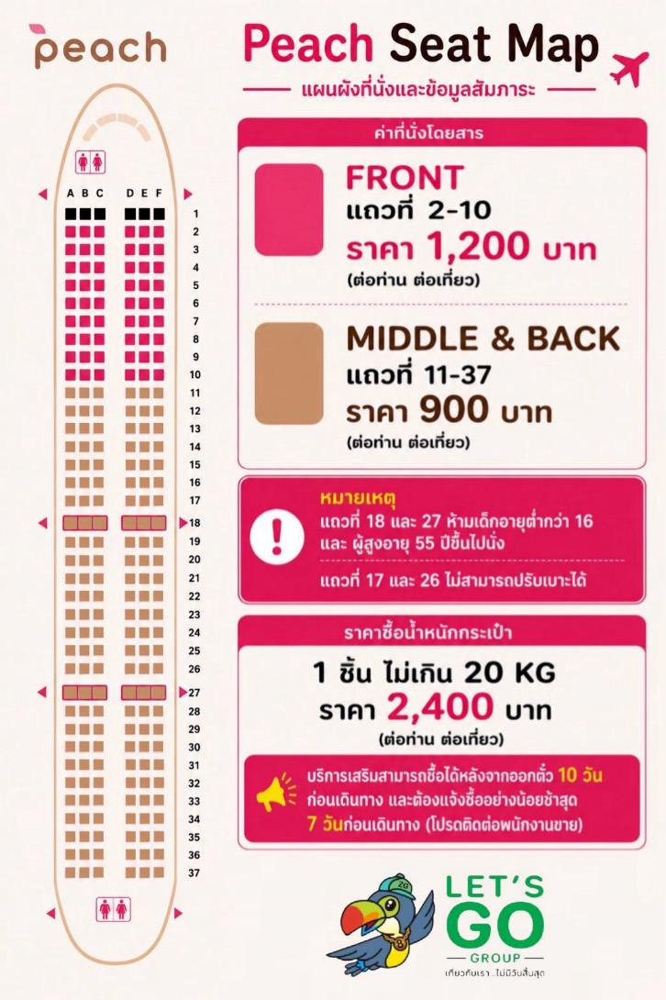 peach
Peach Seat Map
แผนผังที่นั่งและข้อมูลสัมภาระ
A B C D E F
1
2
3
4
5
6
7
8
9
10
11
12
13
14
15
16
17
18
19
20
21
22
23
24
25
26
27
28
29
30
31
32
33
34
35
36
37
ค่าที่นั่งโดยสาร
FRONT
แถวที่ 2-10
ราคา 1,200 บาท
(ต่อท่าน ต่อเที่ยว)
MIDDLE & BACK
แถวที่ 11-37
ราคา 900 บาท
(ต่อท่าน ต่อเที่ยว)
!
หมายเหตุ
แถวที่ 18 และ 27 ห้ามเด็กอายุต่ำกว่า 16
และ ผู้สูงอายุ 55 ปีขึ้นไปนั่ง
แถวที่ 17 และ 26 ไม่สามารถปรับเบาะได้
ราคาซื้อน้ำหนักกระเป๋า
1 ชิ้น ไม่เกิน 20 KG
ราคา 2,400 บาท
(ต่อท่าน ต่อเที่ยว)
บริการเสริมสามารถซื้อได้หลังจากออกตั๋ว 10 วัน
ก่อนเดินทาง และต้องแจ้งซื้ออย่างน้อยช้าสุด
7 วันก่อนเดินทาง (โปรดติดต่อพนักงานขาย)
ZG
LET'S
GO
GROUP
เที่ยวกับเรา...ไม่มีวันสิ้นสุด